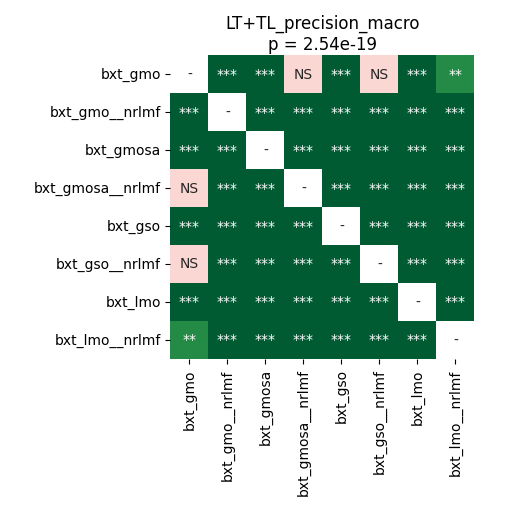 LT+TL_precision_macro
p = 2.54e-19
bxt_gmo - *** *** NS *** NS *** **
bxt_gmo__nrlmf *** - *** *** *** *** *** ***
bxt_gmosa *** *** - *** *** *** *** ***
bxt_gmosa__nrlmf NS *** *** - *** *** *** ***
bxt_gso *** *** *** *** - *** *** ***
bxt_gso__nrlmf NS *** *** *** *** - *** ***
bxt_lmo *** *** *** *** *** *** - ***
bxt_lmo__nrlmf ** *** *** *** *** *** *** -
bxt_gmo
bxt_gmo__nrlmf
bxt_gmosa
bxt_gmosa__nrlmf
bxt_gso
bxt_gso__nrlmf
bxt_lmo
bxt_lmo__nrlmf